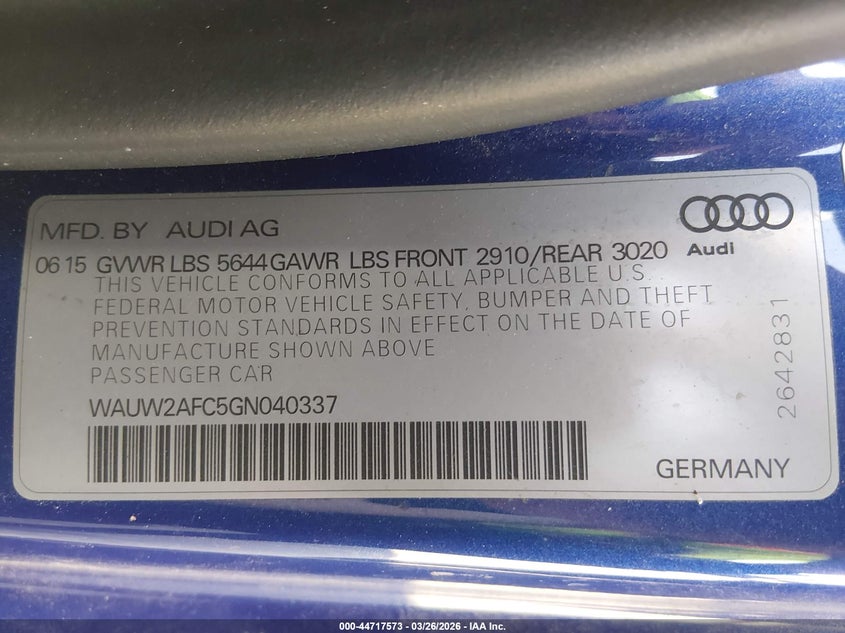 MFD. BY AUDI AG
Audi
06 15 GVWR LBS 5644 GAWR LBS FRONT 2910/REAR 3020
THIS VEHICLE CONFORMS TO ALL APPLICABLE U.S.
FEDERAL MOTOR VEHICLE SAFETY, BUMPER AND THEFT
PREVENTION STANDARDS IN EFFECT ON THE DATE OF
MANUFACTURE SHOWN ABOVE
PASSENGER CAR
WAUW2AFC5GN040337
2642831
GERMANY
000-44717573 | 03/26/2026 - IAA Inc.